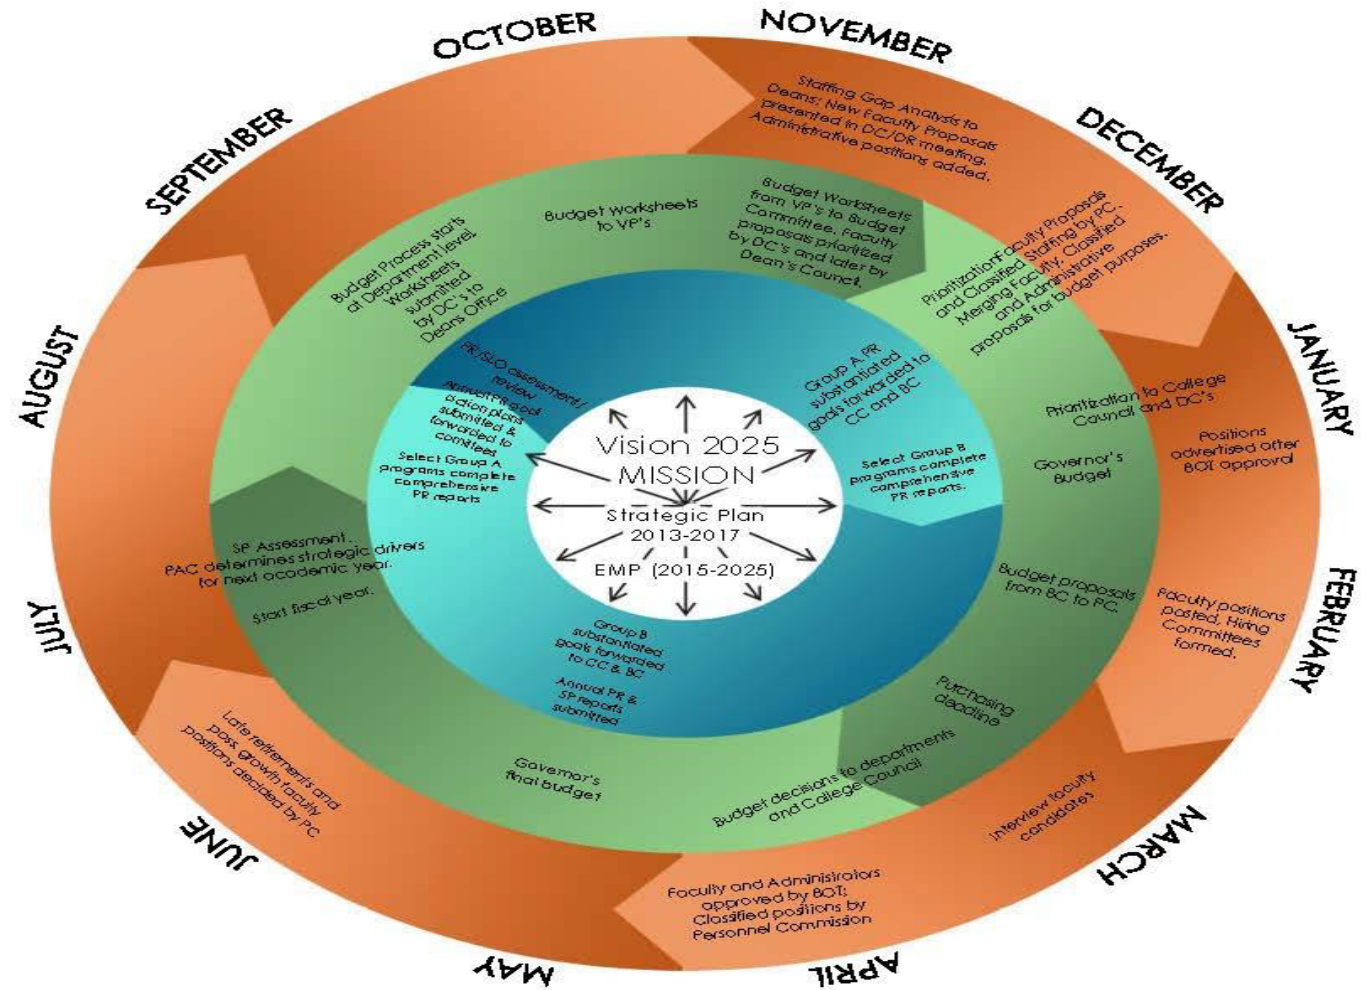 OCTOBER
NOVEMBER
DECEMBER
JANUARY
FEBRUARY
MARCH
APRIL
MAY
JUNE
JULY
AUGUST
SEPTEMBER
Staffing Gap Analysis to
Deans; New Faculty Proposals
presented in DC/DR meeting.
Administrative positions added.
Positions
advertised after
BOT approval
Faculty positions
posted, Hiring
Committees
formed.
Interview faculty
candidates
Faculty and Administrators
approved by BOT;
Classified positions by
Personnel Commission
Late retirements and
poss. growth faculty
positions decided by PC
Budget Process starts
at Department level.
Worksheets
submitted
by DC's to
Deans Office
Budget Worksheets
to VP's
Budget Worksheets
from VP's to Budget
Committee. Faculty
proposals prioritized
by DC's and later by
Dean's Council.
Prioritization Faculty Proposals
and Classified Staffing by PC.
Merging Faculty, Classified
and Administrative
proposals for budget purposes.
Prioritization to College
Council and DC's
Governor's
Budget
Budget proposals
from BC to PC.
Purchasing
deadline
Budget decisions to departments
and College Council
Governor's
final budget
SP Assessment.
PAC determines strategic drivers
for next academic year.
Start fiscal year.
PR/SLO assessment/
review
Annual PR goal
action plans
submitted &
forwarded to
comittees
Select Group A
programs complete
comprehensive
PR reports
Group A PR
substantiated
goals forwarded to
CC and BC
Select Group B
programs complete
comprehensive
PR reports.
Group B
substantiated
goals forwarded
to CC & BC
Annual PR &
SP reports
submitted
Vision 2025
MISSION
Strategic Plan
2013-2017
EMP (2015-2025)